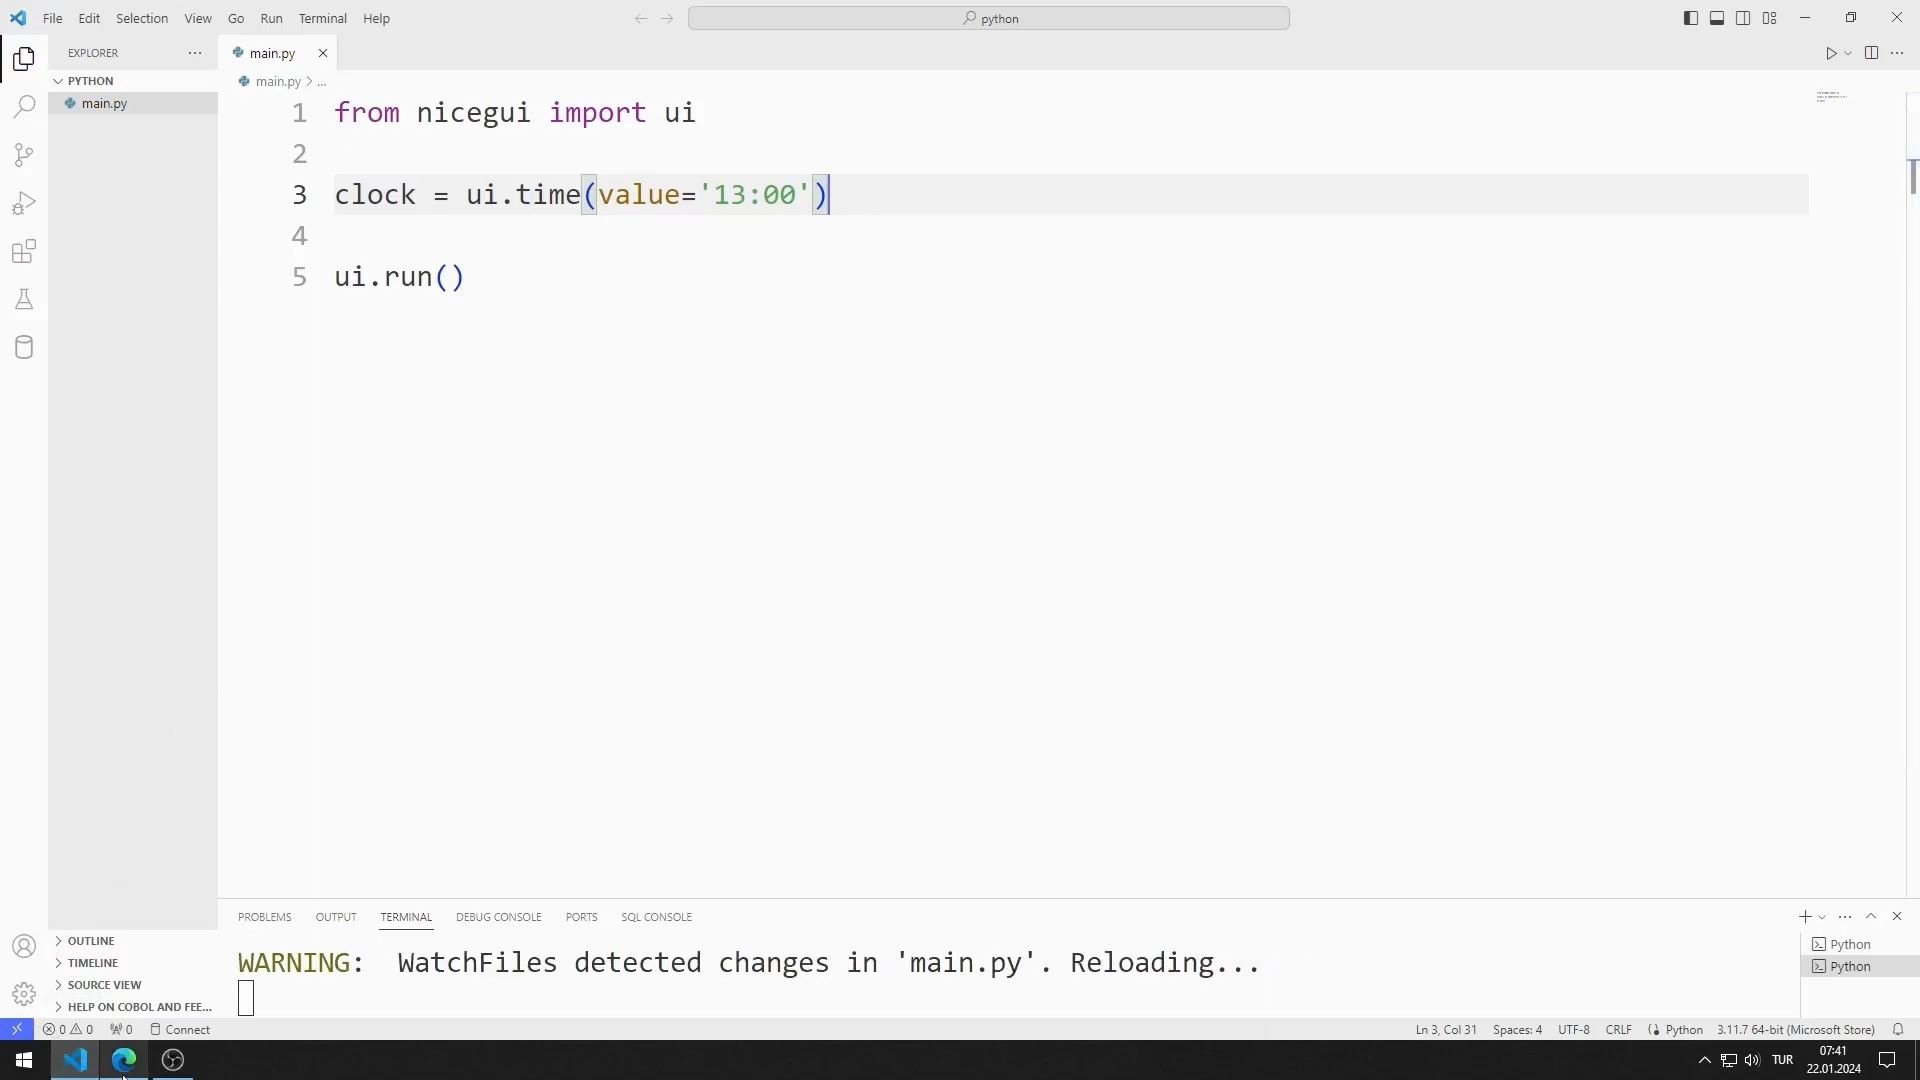 File Edit Selection View Go Run Terminal Help
python
EXPLORER
PYTHON
main.py
main.py
main.py > ...
1 from nicegui import ui
2
3 clock = ui.time(value='13:00')
4
5 ui.run()
OUTLINE
TIMELINE
SOURCE VIEW
HELP ON COBOL AND FEE...
PROBLEMS OUTPUT TERMINAL DEBUG CONSOLE PORTS SQL CONSOLE
WARNING:  WatchFiles detected changes in 'main.py'. Reloading...
Python
Python
0 0 0 Connect
Ln 3, Col 31 Spaces: 4 UTF-8 CRLF Python 3.11.7 64-bit (Microsoft Store)
TUR
07:41
22.01.2024